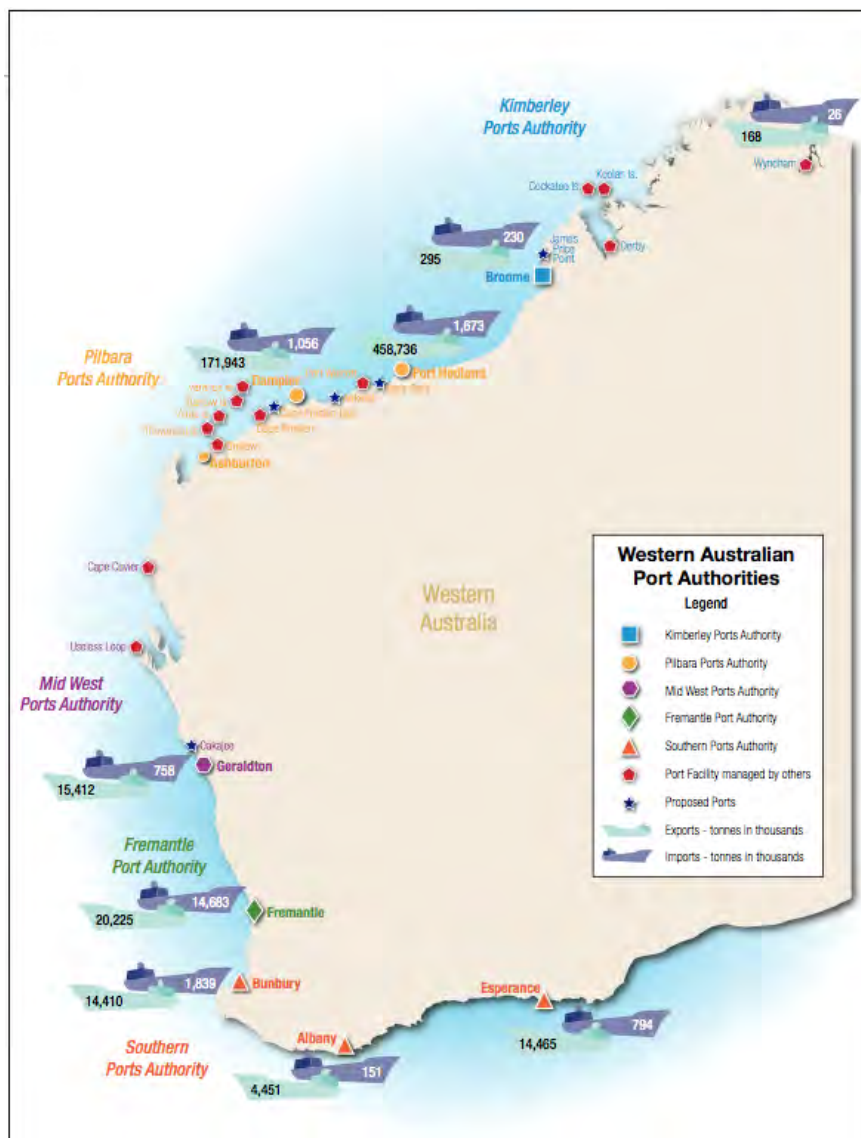 Kimberley
Ports Authority
26
168
Wyndham
Koolan Is.
Cockatoo Is.
230
295
James
Price
Point
Derby
Broome
1,673
458,736
1,056
171,943
Pilbara
Ports Authority
Dampier
Port Hedland
Cape Preston East
Cape Preston
Onslow
Ashburton
Cape Cuvier
Useless Loop
Western
Australia
Mid West
Ports Authority
Oakajee
Geraldton
758
15,412
Fremantle
Port Authority
14,683
20,225
Fremantle
1,839
14,410
Bunbury
Esperance
794
14,465
Albany
Southern
Ports Authority
151
4,451
Western Australian
Port Authorities
Legend
Kimberley Ports Authority
Pilbara Ports Authority
Mid West Ports Authority
Fremantle Port Authority
Southern Ports Authority
Port Facility managed by others
Proposed Ports
Exports - tonnes in thousands
Imports - tonnes in thousands